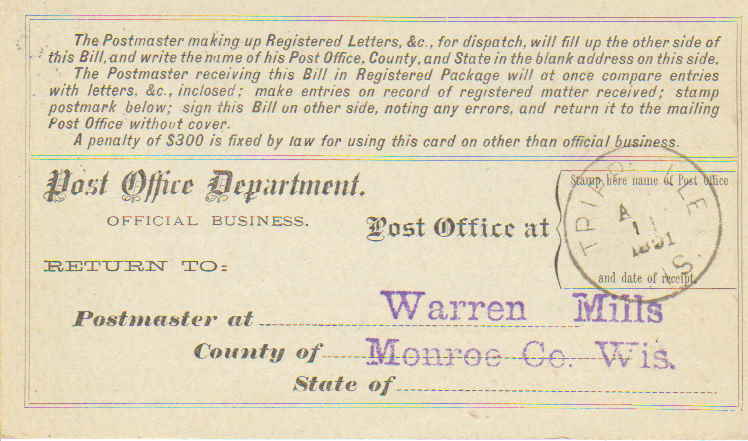 The Postmaster making up Registered Letters, &c., for dispatch, will fill up the other side of
this Bill, and write the name of his Post Office, County, and State in the blank address on this side.
The Postmaster receiving this Bill in Registered Package will at once compare entries
with letters, &c., inclosed; make entries on record of registered matter received; stamp
postmark below; sign this Bill on other side, noting any errors, and return it to the mailing
Post Office without cover.
A penalty of $300 is fixed by law for using this card on other than official business.
Post Office Department.
OFFICIAL BUSINESS.
Post Office at
Stamp here name of Post Office
and date of receipt.
RETURN TO:
Postmaster at Warren Mills
County of Monroe Co. Wis.
State of